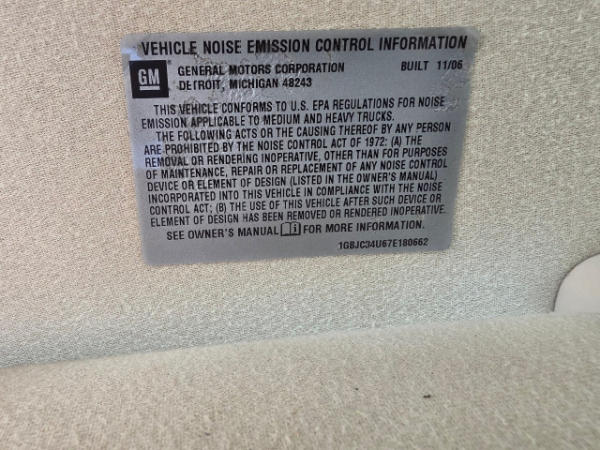 VEHICLE NOISE EMISSION CONTROL INFORMATION
GM GENERAL MOTORS CORPORATION BUILT 11/06
DETROIT, MICHIGAN 48243
THIS VEHICLE CONFORMS TO U.S. EPA REGULATIONS FOR NOISE
EMISSION APPLICABLE TO MEDIUM AND HEAVY TRUCKS.
THE FOLLOWING ACTS OR THE CAUSING THEREOF BY ANY PERSON
ARE PROHIBITED BY THE NOISE CONTROL ACT OF 1972: (A) THE
REMOVAL OR RENDERING INOPERATIVE, OTHER THAN FOR PURPOSES
OF MAINTENANCE, REPAIR OR REPLACEMENT OF ANY NOISE CONTROL
DEVICE OR ELEMENT OF DESIGN (LISTED IN THE OWNER'S MANUAL)
INCORPORATED INTO THIS VEHICLE IN COMPLIANCE WITH THE NOISE
CONTROL ACT; (B) THE USE OF THIS VEHICLE AFTER SUCH DEVICE OR
ELEMENT OF DESIGN HAS BEEN REMOVED OR RENDERED INOPERATIVE.
SEE OWNER'S MANUAL i FOR MORE INFORMATION.
1GBJC34U67E180662